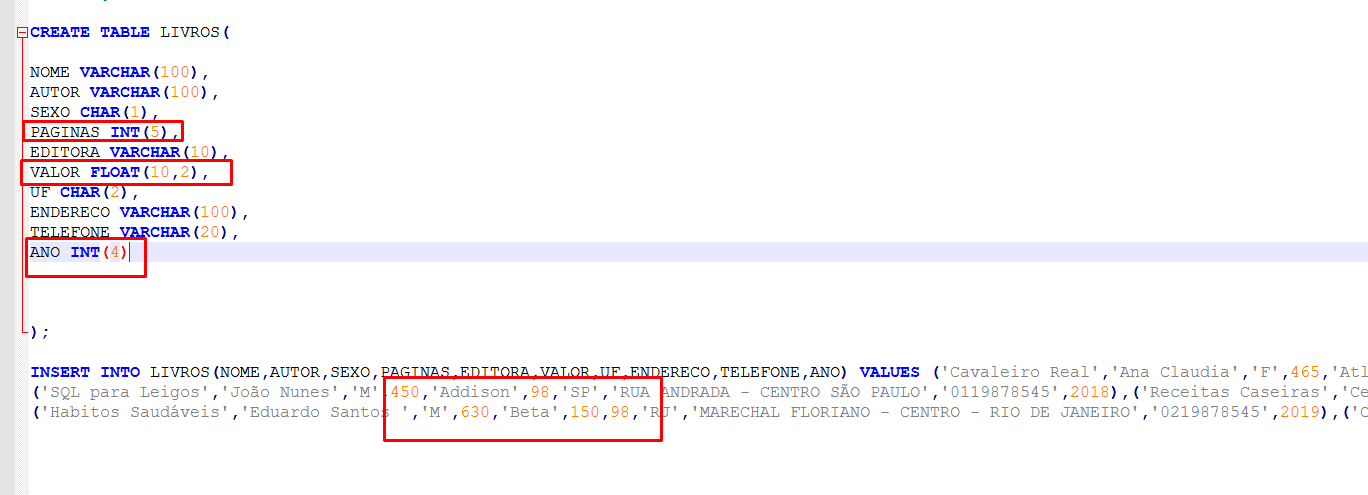 CREATE TABLE LIVROS(
NOME VARCHAR(100),
AUTOR VARCHAR(100),
SEXO CHAR(1),
PAGINAS INT(5),
EDITORA VARCHAR(10),
VALOR FLOAT(10,2),
UF CHAR(2),
ENDERECO VARCHAR(100),
TELEFONE VARCHAR(20),
ANO INT(4)
);
INSERT INTO LIVROS(NOME,AUTOR,SEXO,PAGINAS,EDITORA,VALOR,UF,ENDERECO,TELEFONE,ANO) VALUES ('Cavaleiro Real','Ana Claudia','F',465,'Atl
('SQL para Leigos','João Nunes','M',450,'Addison',98,'SP','RUA ANDRADA - CENTRO SÃO PAULO','0119878545',2018),('Receitas Caseiras','Ce
('Habitos Saudáveis','Eduardo Santos ','M',630,'Beta',150,98,'RJ','MARECHAL FLORIANO - CENTRO - RIO DE JANEIRO','0219878545',2019),('C